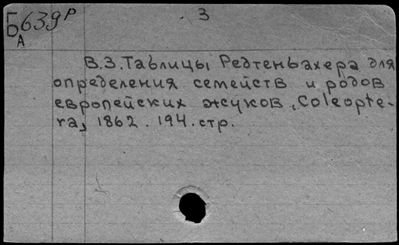 Б639р
А
3
В.З. Таблицы Редтенбахера для
определения семейств и родов
европейских жуков, Coleopte-
ra, 1862. 194.стр.